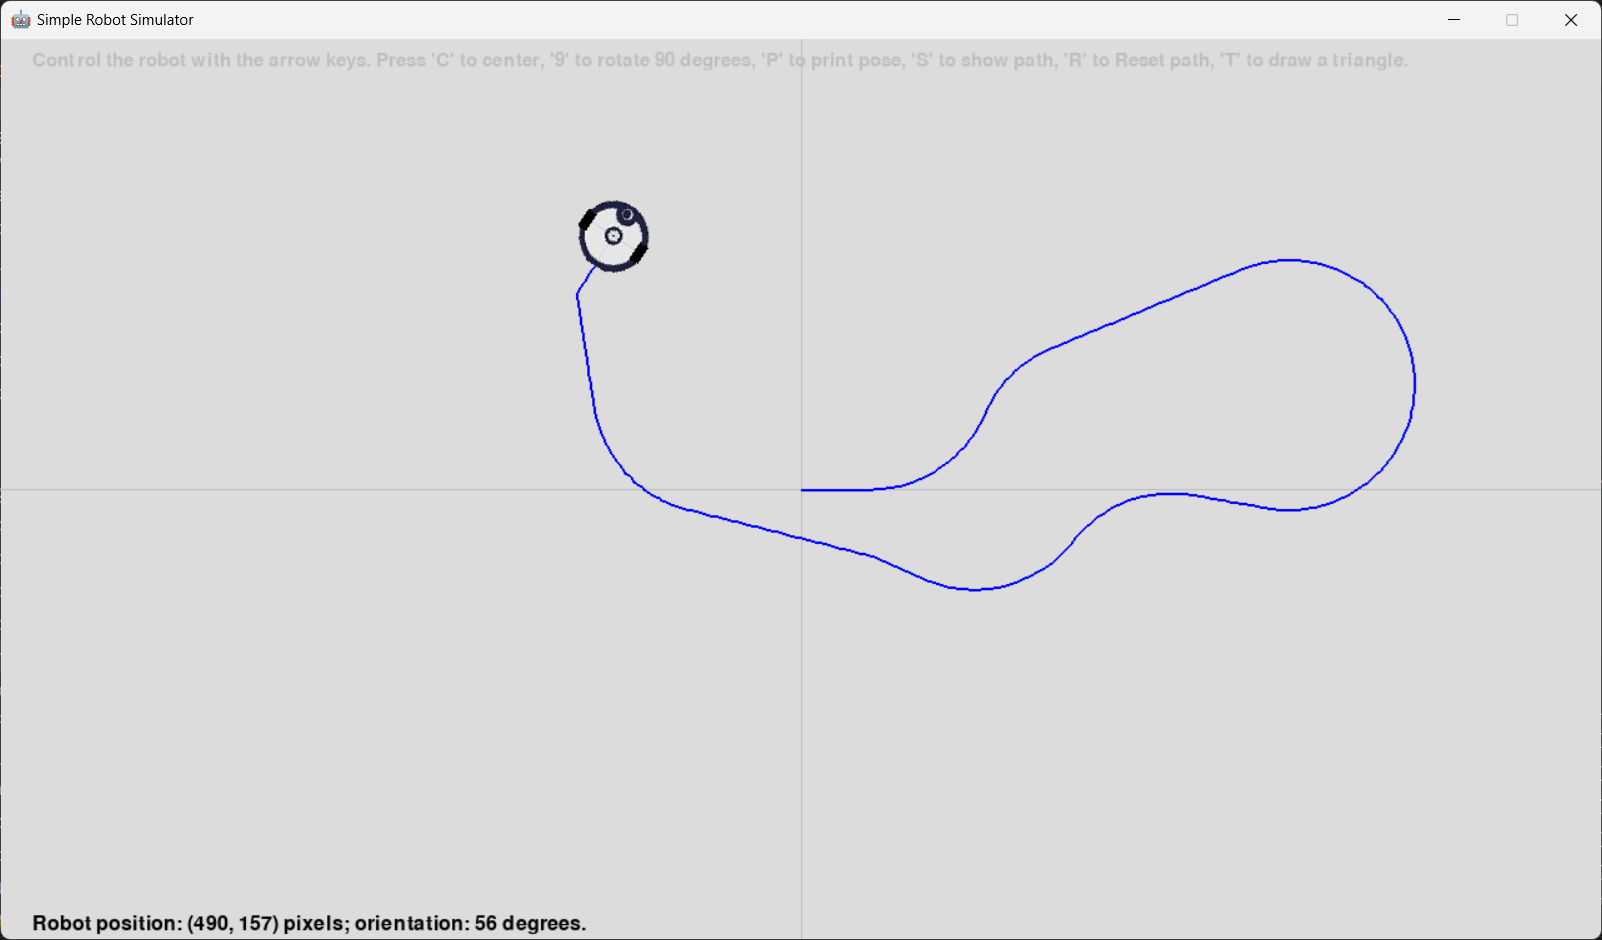 Simple Robot Simulator
Control the robot with the arrow keys. Press 'C' to center, '9' to rotate 90 degrees, 'P' to print pose, 'S' to show path, 'R' to Reset path, 'T' to draw a triangle.
Robot position: (490, 157) pixels; orientation: 56 degrees.